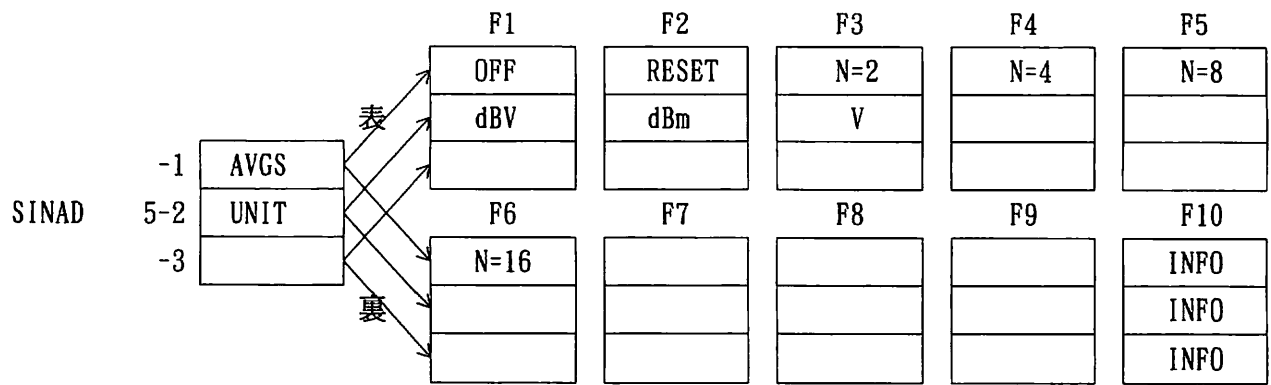 F1 F2 F3 F4 F5
OFF RESET N=2 N=4 N=8
表 dBV dBm V
-1 AVGS
SINAD 5-2 UNIT F6 F7 F8 F9 F10
-3 N=16 INFO
裏 INFO
INFO